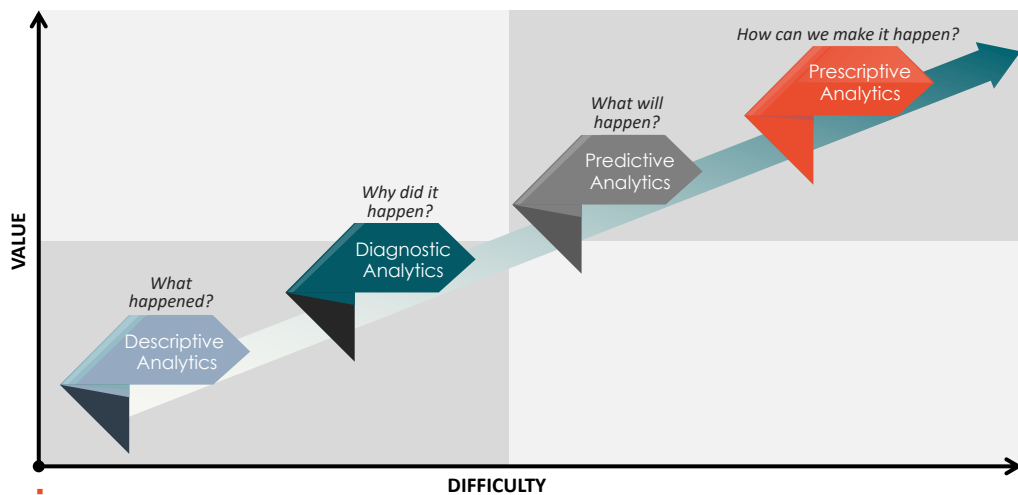 How can we make it happen?
Prescriptive
Analytics
What will
happen?
Predictive
Analytics
Why did it
happen?
Diagnostic
Analytics
What
happened?
Descriptive
Analytics
VALUE
DIFFICULTY